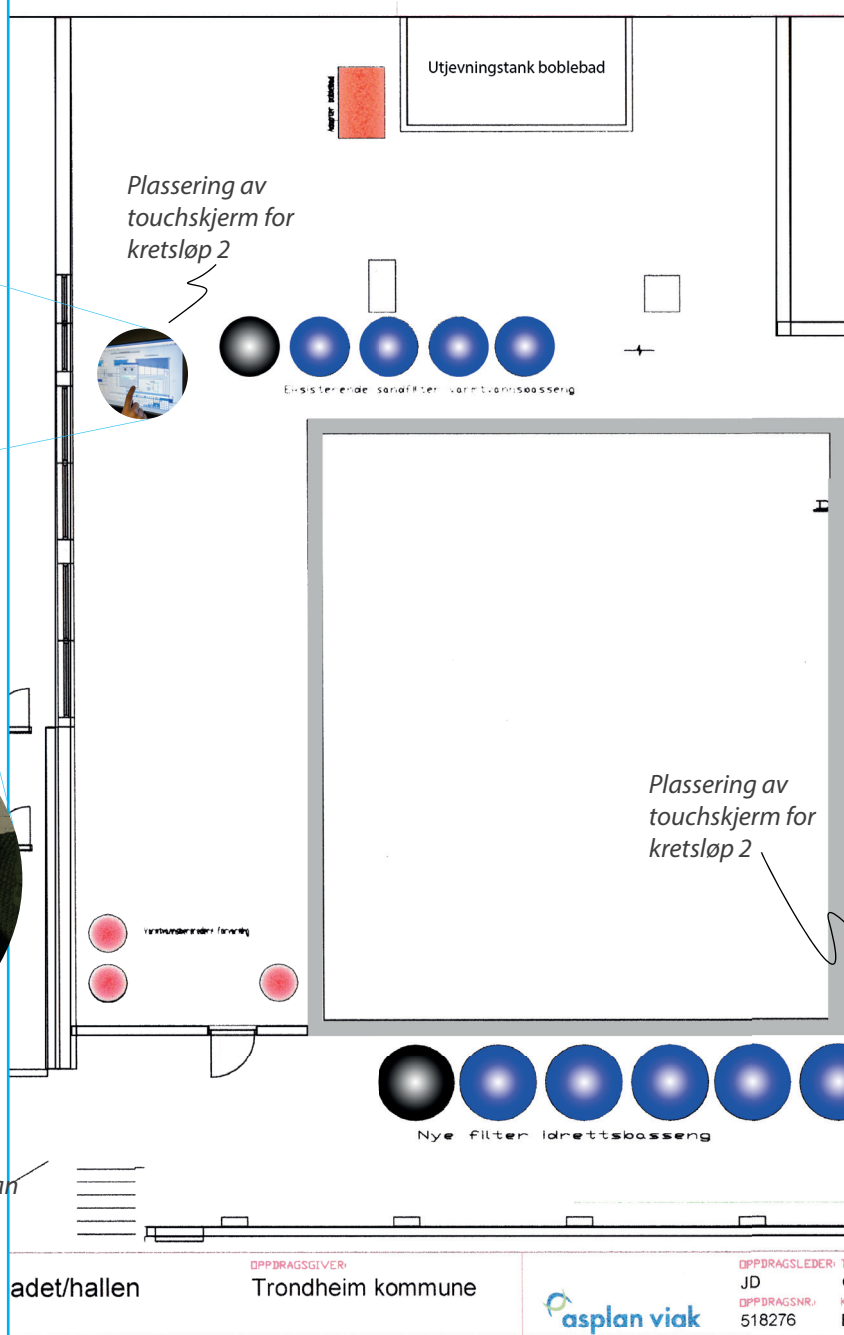 Utjevningstank boblebad
Plassering av
touchskjerm for
kretsløp 2
Eksisterende sandfilter varmtvannsbasseng
Plassering av
touchskjerm for
kretsløp 2
Nye filter idrettsbasseng
an
adet/hallen
OPPDRAGSGIVER:
Trondheim kommune
asplan viak
OPPDRAGSLEDER:
JD
OPPDRAGSNR.:
518276